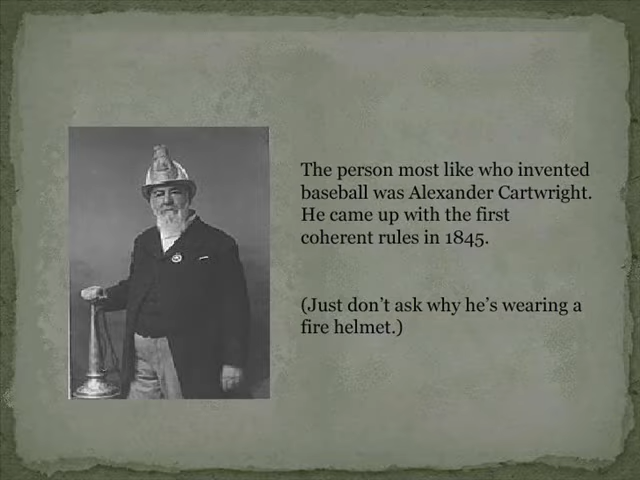 The person most like who invented
baseball was Alexander Cartwright.
He came up with the first
coherent rules in 1845.
(Just don’t ask why he’s wearing a
fire helmet.)